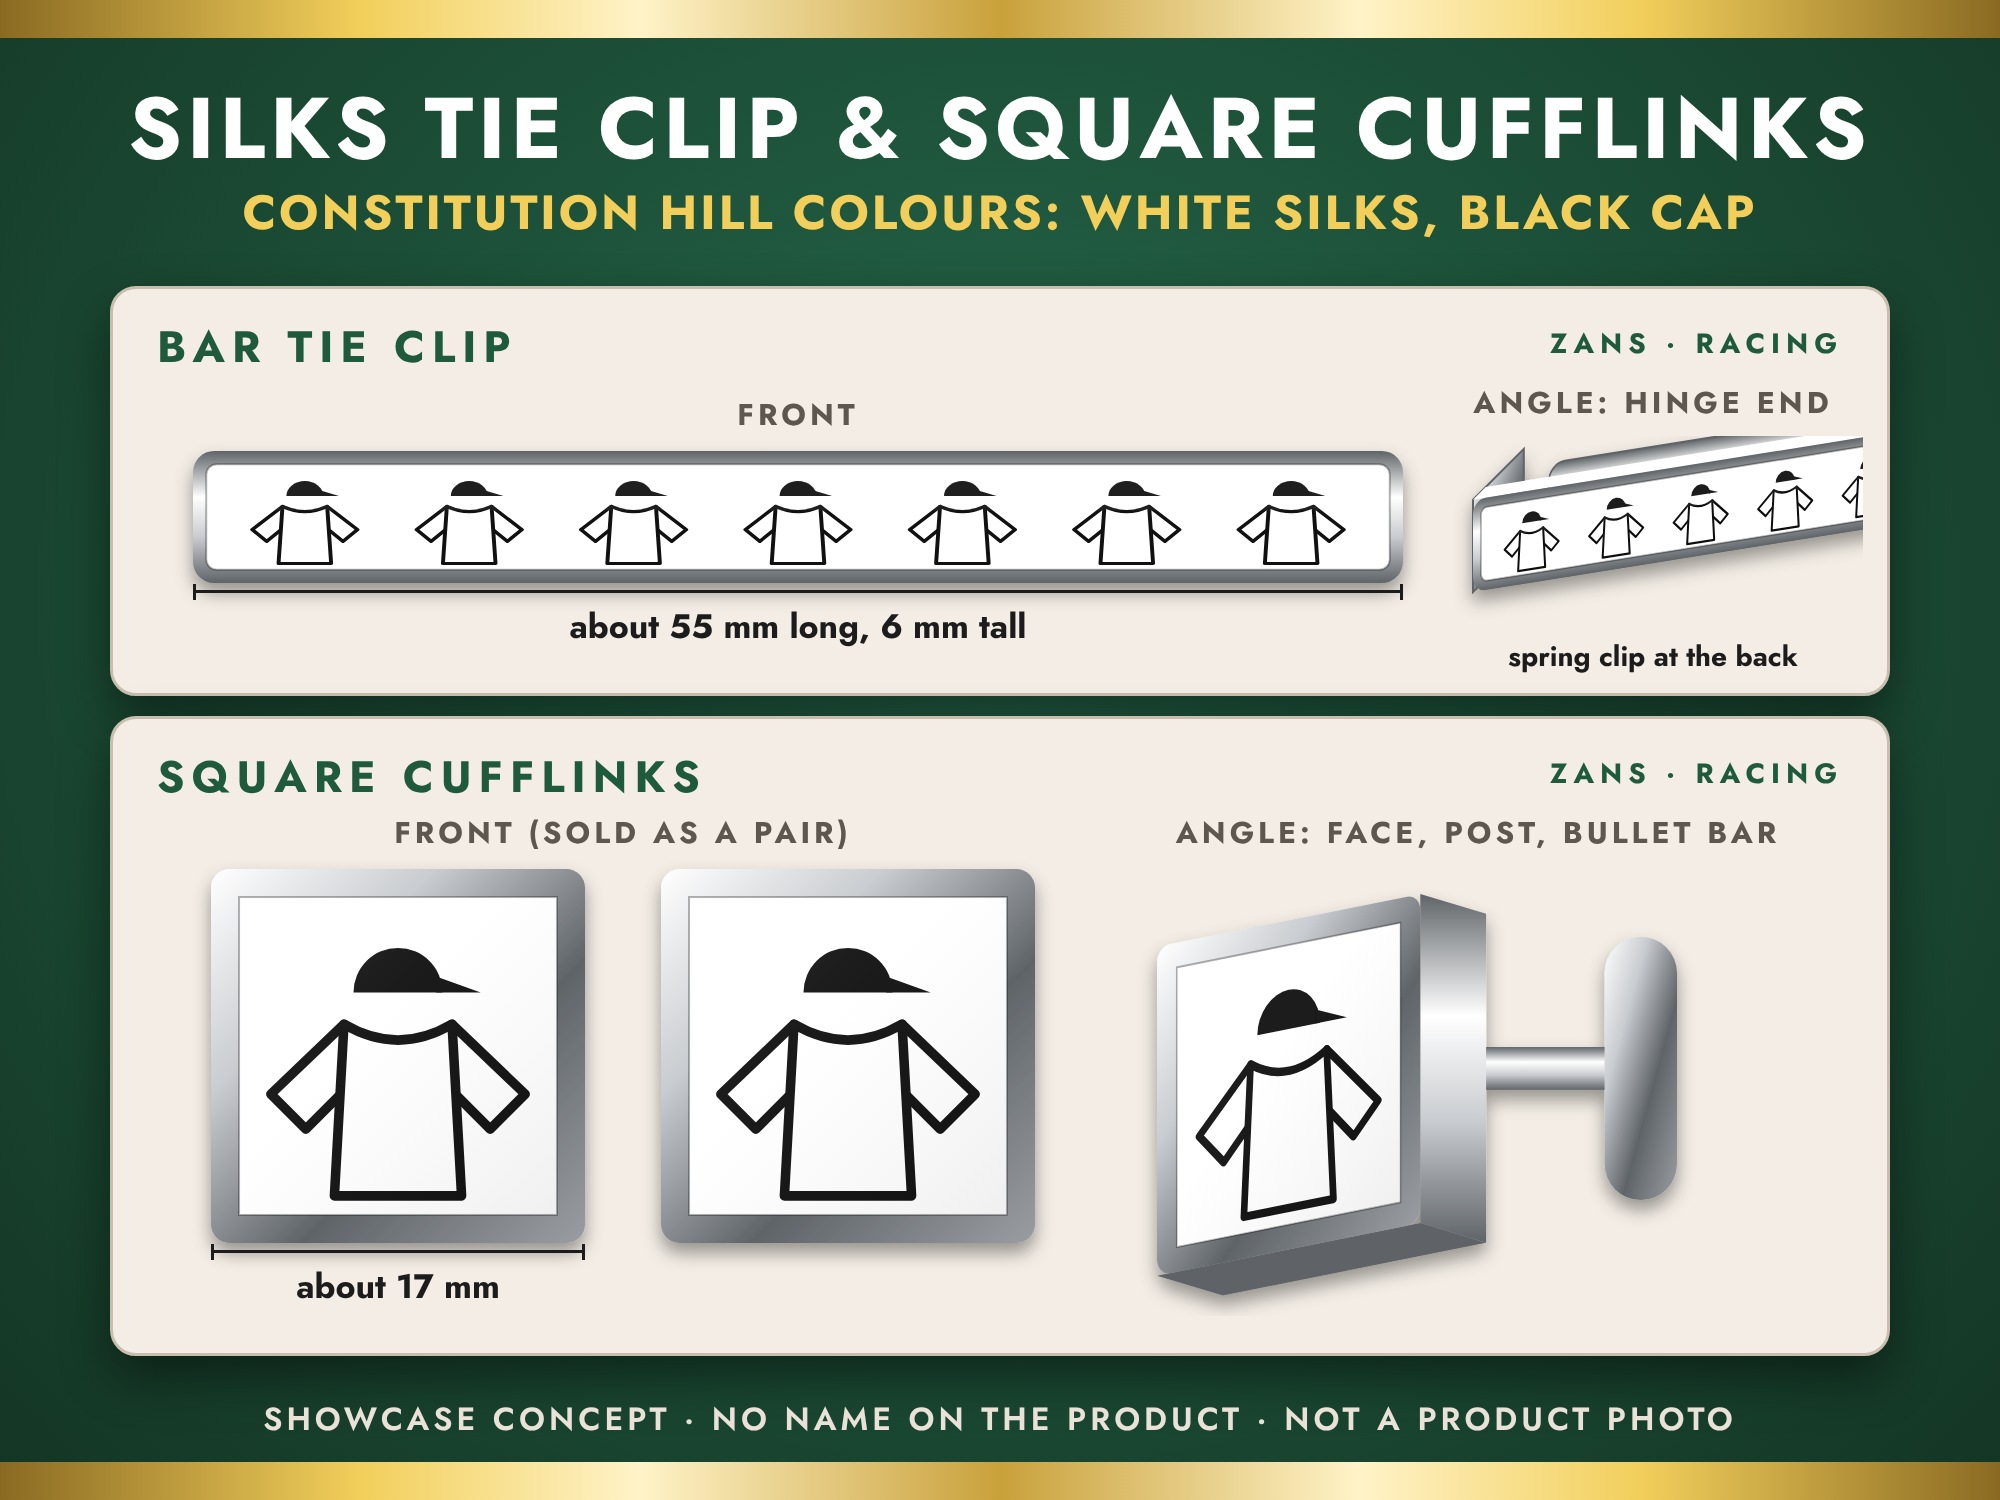 SILKS TIE CLIP & SQUARE CUFFLINKS
CONSTITUTION HILL COLOURS: WHITE SILKS, BLACK CAP
BAR TIE CLIP
ZANS · RACING
FRONT
ANGLE: HINGE END
about 55 mm long, 6 mm tall
spring clip at the back
SQUARE CUFFLINKS
ZANS · RACING
FRONT (SOLD AS A PAIR)
ANGLE: FACE, POST, BULLET BAR
about 17 mm
SHOWCASE CONCEPT · NO NAME ON THE PRODUCT · NOT A PRODUCT PHOTO